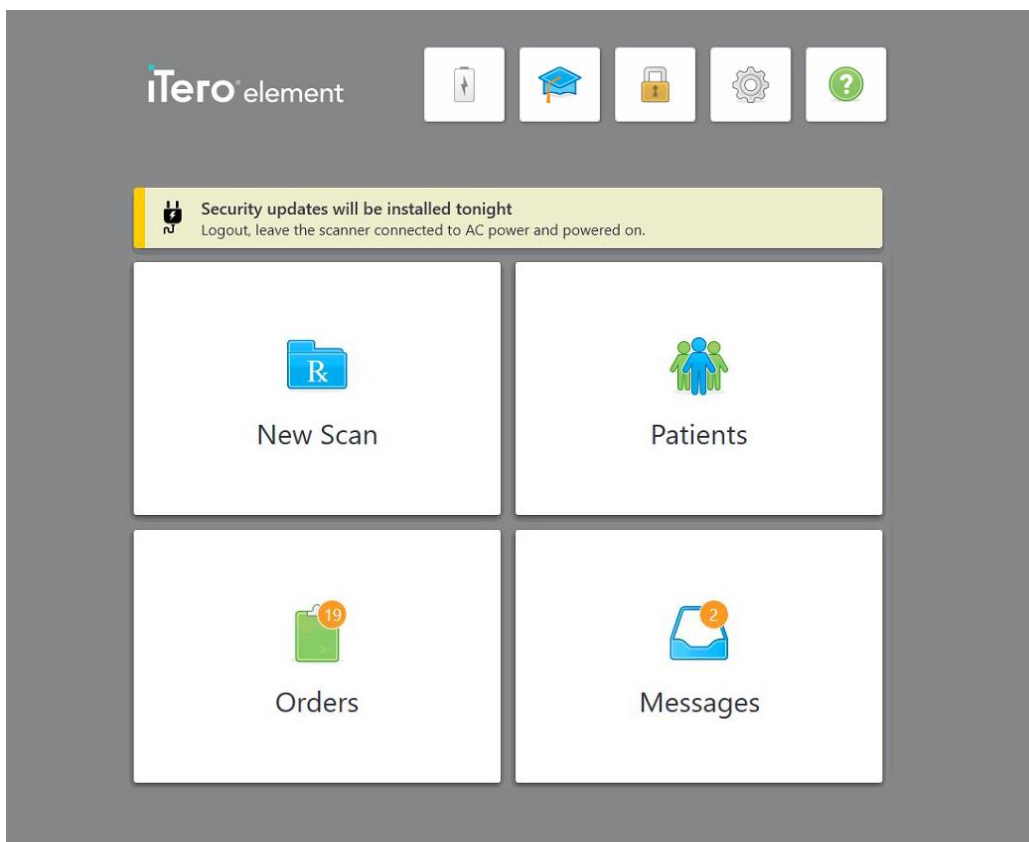 iTero element
?
Security updates will be installed tonight
Logout, leave the scanner connected to AC power and powered on.
Rx
New Scan
Patients
19
Orders
2
Messages